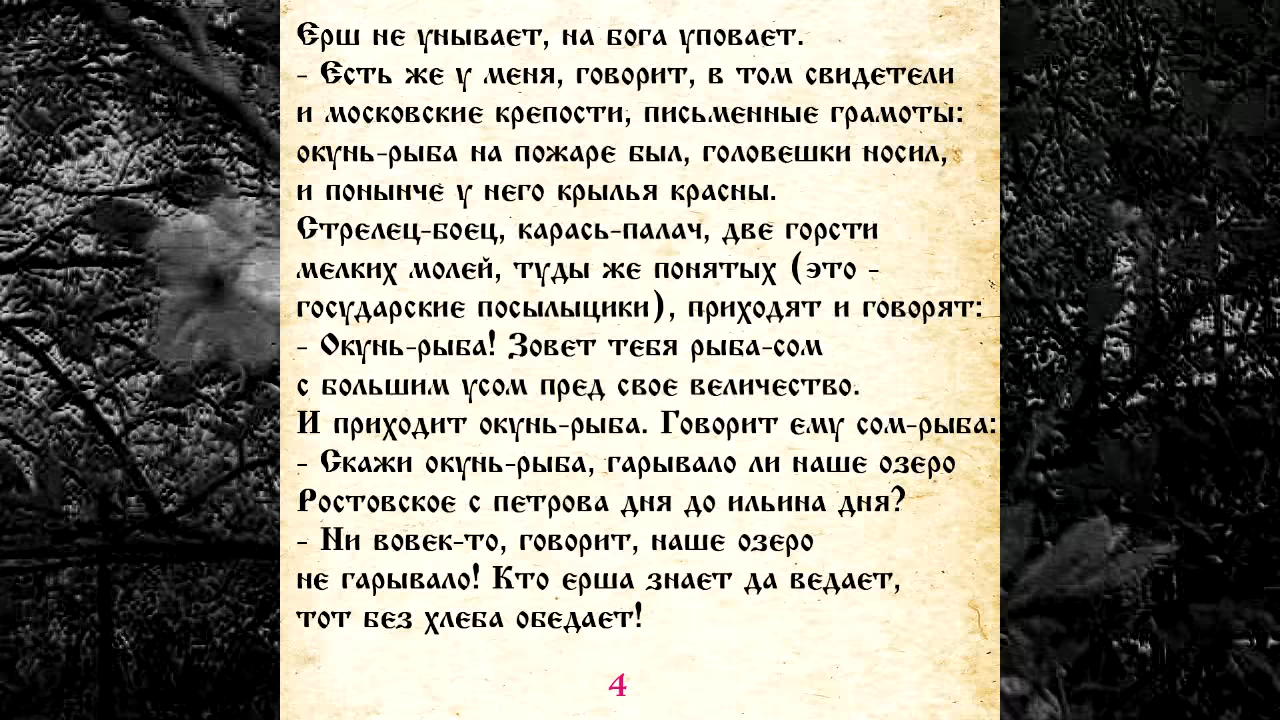 Ерш не унывает, на бога уповает.
- Есть же у меня, говорит, в том свидетели
и московские крепости, письменные грамоты:
окунь-рыба на пожаре был, головешки носил,
и понынче у него крылья красны.
Стрелец-боец, карась-палач, две горсти
мелких молей, туды же понятых (это -
государские посылыцики), приходят и говорят:
- Окунь-рыба! Зовет тебя рыба-сом
с большим усом пред свое величество.
И приходит окунь-рыба. Говорит ему сом-рыба:
- Скажи окунь-рыба, гарывало ли наше озеро
Ростовское с петрова дня до ильина дня?
- Ни вовек-то, говорит, наше озеро
не гарывало! Кто ерша знает да ведает,
тот без хлеба обедает!
4